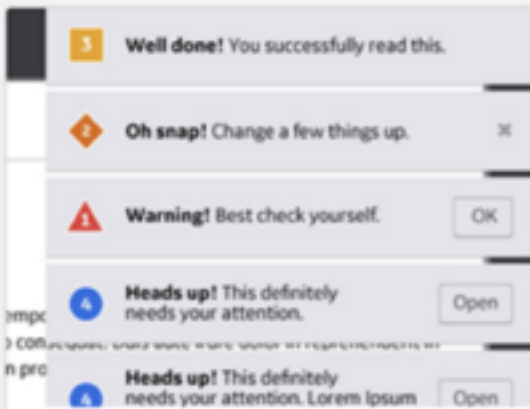 3
Well done! You successfully read this.
2
Oh snap! Change a few things up.
×
1
Warning! Best check yourself.
OK
4
Heads up! This definitely
needs your attention.
Open
4
Heads up! This definitely
needs your attention. Lorem Ipsum
Open